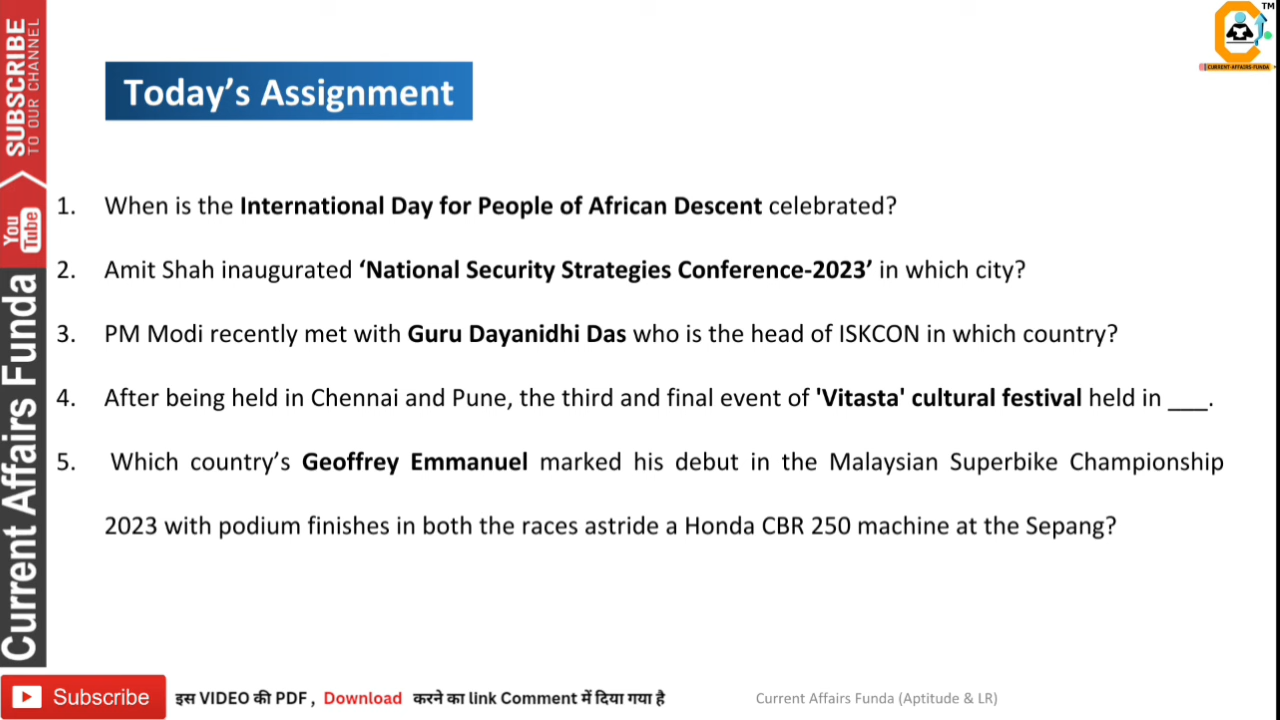 SUBSCRIBE
TO OUR CHANNEL
You
Tube
Current Affairs Funda
TM
CURRENT-AFFAIRS-FUNDA
Today’s Assignment
1. When is the International Day for People of African Descent celebrated?
2. Amit Shah inaugurated ‘National Security Strategies Conference-2023’ in which city?
3. PM Modi recently met with Guru Dayanidhi Das who is the head of ISKCON in which country?
4. After being held in Chennai and Pune, the third and final event of 'Vitasta' cultural festival held in ___.
5. Which country’s Geoffrey Emmanuel marked his debut in the Malaysian Superbike Championship
2023 with podium finishes in both the races astride a Honda CBR 250 machine at the Sepang?
Subscribe
इस VIDEO की PDF , Download करने का link Comment में दिया गया है
Current Affairs Funda (Aptitude & LR)